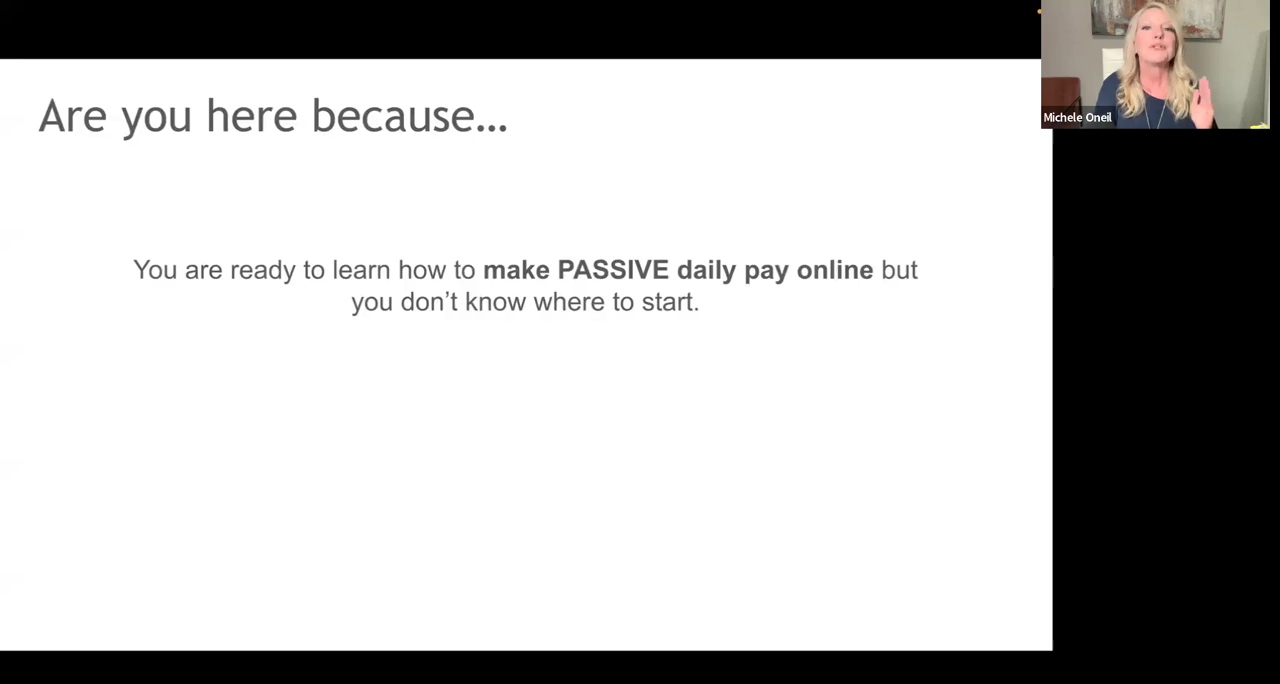 Are you here because…
You are ready to learn how to make PASSIVE daily pay online but
you don’t know where to start.
Michele Oneil